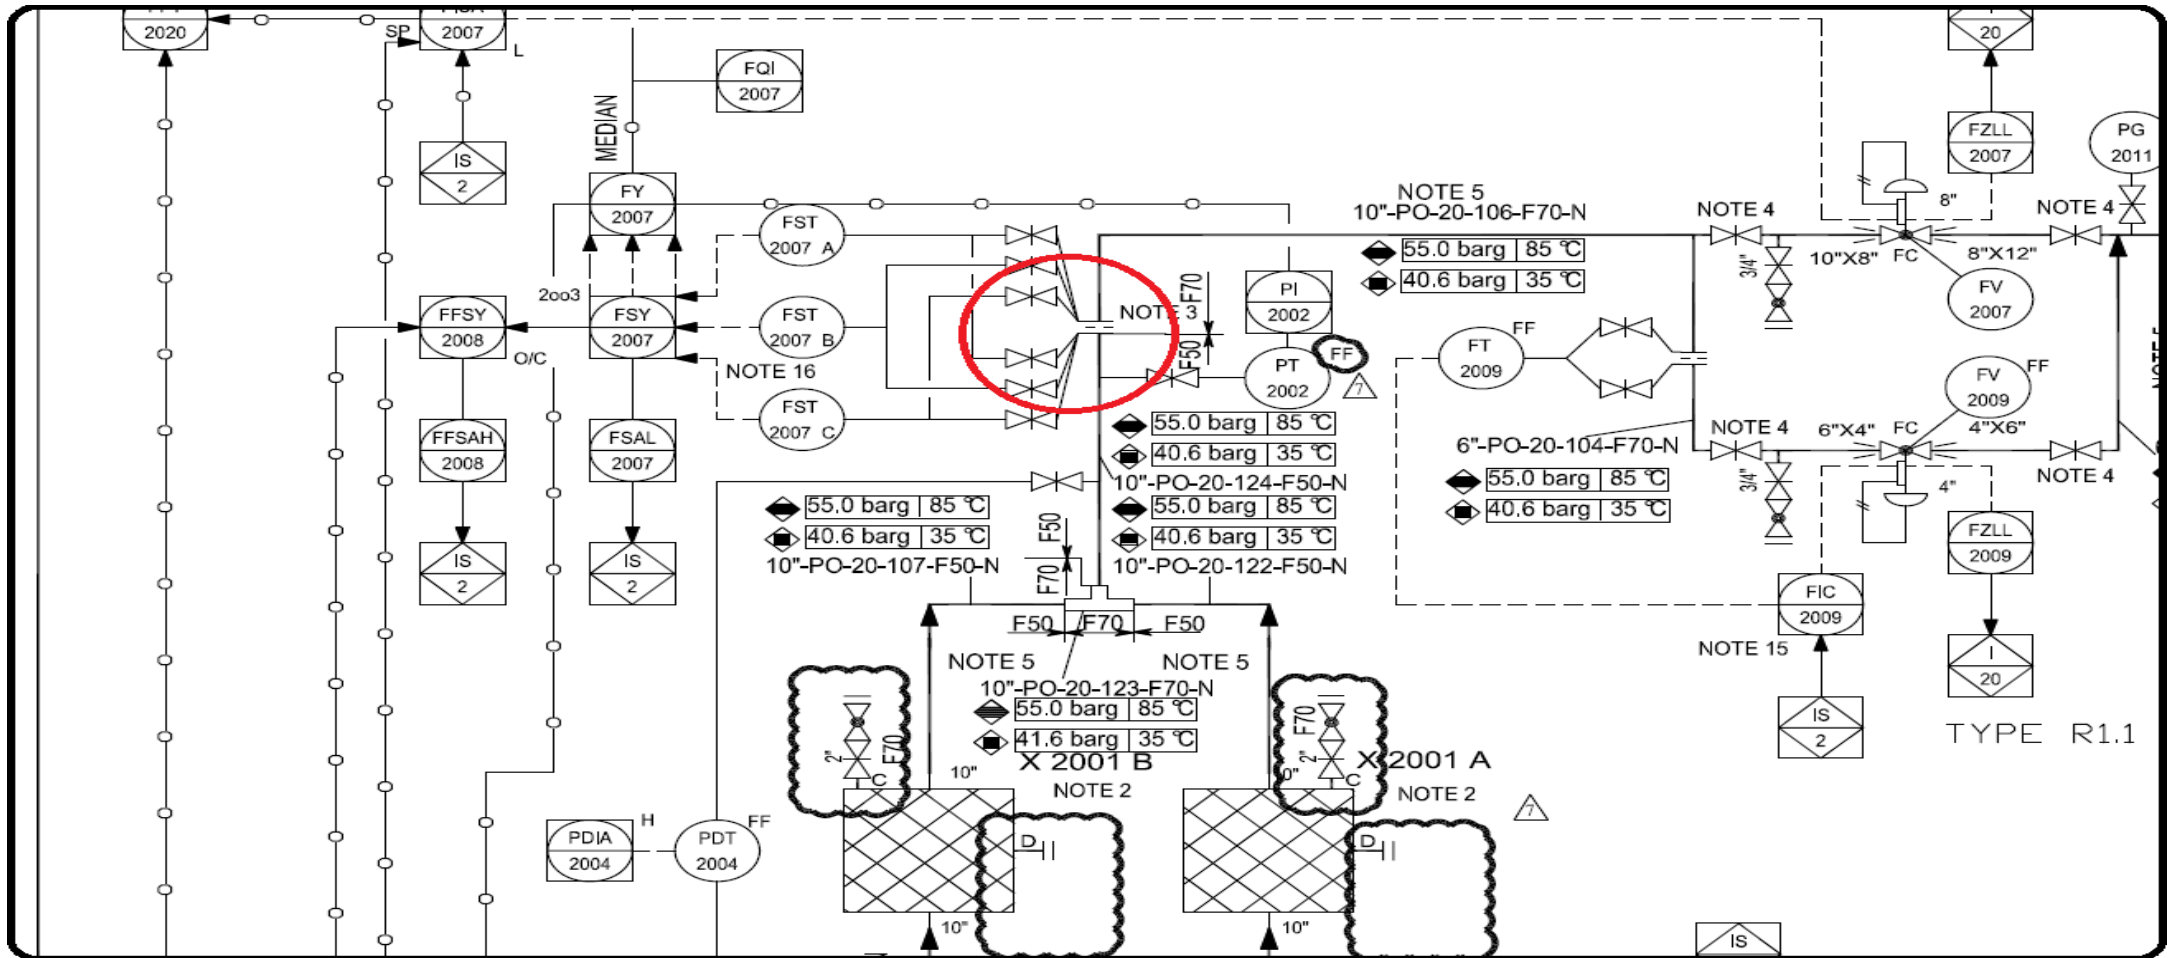 2020
SP
2007
L
20
FQI
2007
MEDIAN
IS
2
FZLL
2007
PG
2011
FY
2007
FST
2007 A
NOTE 5
10"-PO-20-106-F70-N
55.0 barg 85 °C
40.6 barg 35 °C
NOTE 4
8"
NOTE 4
3/4"
10"X8"
FC
8"X12"
FV
2007
2oo3
FFSY
2008
O/C
FSY
2007
FST
2007 B
NOTE 16
NOTE 3
F70
F50
PI
2002
PT
2002
FF
7
FT
2009
FF
FV
2009
FF
FST
2007 C
FFSAH
2008
FSAL
2007
55.0 barg 85 °C
40.6 barg 35 °C
10"-PO-20-124-F50-N
6"-PO-20-104-F70-N
55.0 barg 85 °C
40.6 barg 35 °C
NOTE 4
6"X4"
FC
4"X6"
NOTE 4
3/4"
4"
55.0 barg 85 °C
40.6 barg 35 °C
10"-PO-20-107-F50-N
F50
F70
55.0 barg 85 °C
40.6 barg 35 °C
10"-PO-20-122-F50-N
IS
2
IS
2
FZLL
2009
FIC
2009
NOTE 15
F50
F70
F50
NOTE 5
NOTE 5
10"-PO-20-123-F70-N
55.0 barg 85 °C
41.6 barg 35 °C
I
20
IS
2
TYPE R1.1
2"
F70
C
10"
X 2001 B
NOTE 2
F70
2"
C
0"
X 2001 A
NOTE 2
7
PDIA
2004
H
PDT
2004
FF
D
D
10"
10"
IS